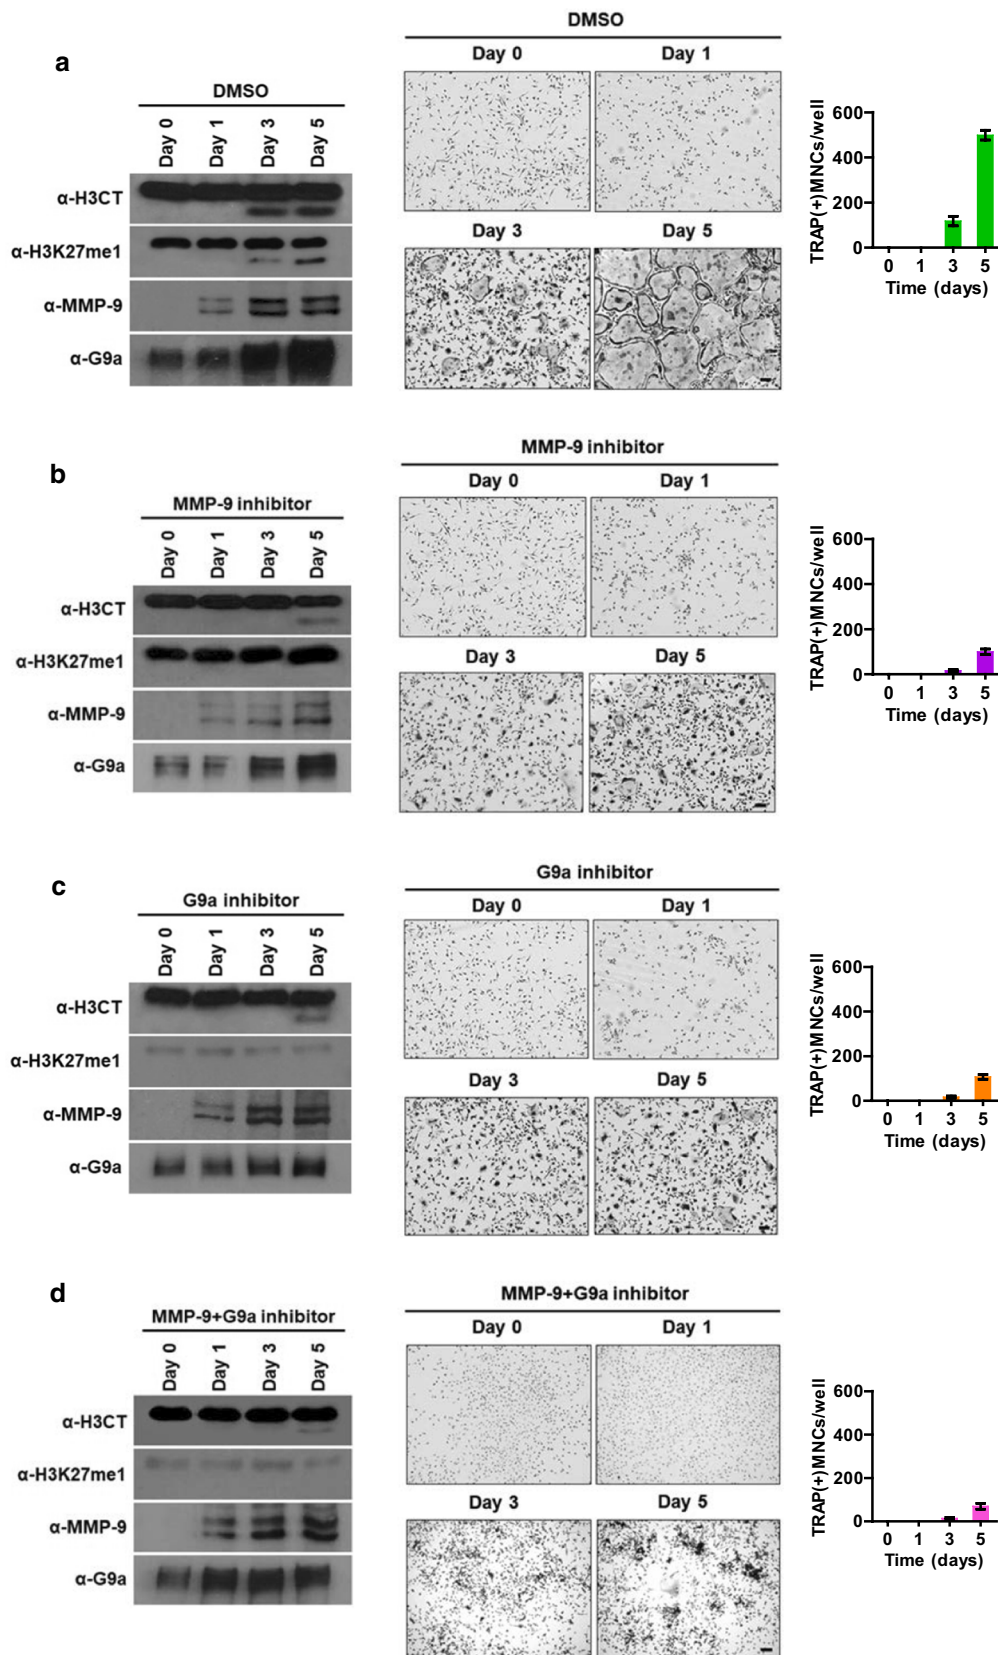 a
DMSO
Day 0
Day 1
Day 3
Day 5
α-H3CT
α-H3K27me1
α-MMP-9
α-G9a
DMSO
Day 0 Day 1
Day 3 Day 5
TRAP(+)MNCs/well
600
400
200
0
0 1 3 5
Time (days)
b
MMP-9 inhibitor
Day 0
Day 1
Day 3
Day 5
α-H3CT
α-H3K27me1
α-MMP-9
α-G9a
MMP-9 inhibitor
Day 0 Day 1
Day 3 Day 5
TRAP(+)MNCs/well
600
400
200
0
0 1 3 5
Time (days)
c
G9a inhibitor
Day 0
Day 1
Day 3
Day 5
α-H3CT
α-H3K27me1
α-MMP-9
α-G9a
G9a inhibitor
Day 0 Day 1
Day 3 Day 5
TRAP(+)MNCs/well
600
400
200
0
0 1 3 5
Time (days)
d
MMP-9+G9a inhibitor
Day 0
Day 1
Day 3
Day 5
α-H3CT
α-H3K27me1
α-MMP-9
α-G9a
MMP-9+G9a inhibitor
Day 0 Day 1
Day 3 Day 5
TRAP(+)MNCs/well
600
400
200
0
0 1 3 5
Time (days)